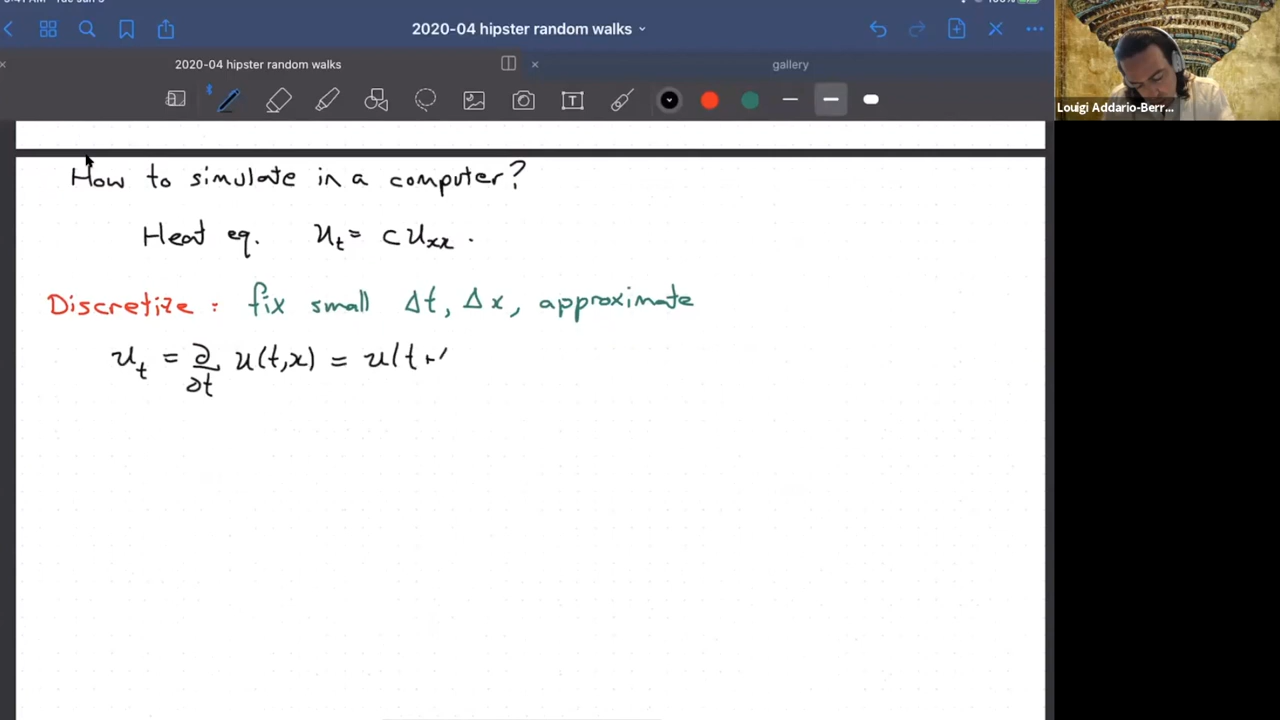 2020-04 hipster random walks
2020-04 hipster random walks
gallery
T
Louigi Addario-Berr...
How to simulate in a computer?
Heat eq. u_t = c u_xx .
Discretize : fix small Δt, Δx, approximate
u_t = ∂/∂t u(t,x) = u(t +